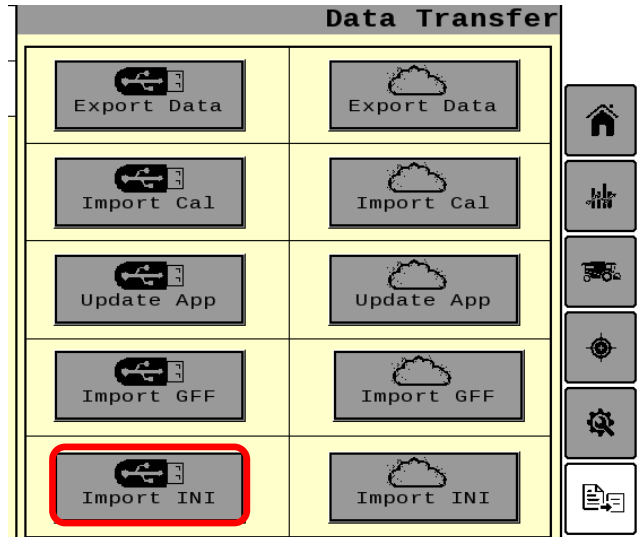 Data Transfer
Export Data
Export Data
Import Cal
Import Cal
Update App
Update App
Import GFF
Import GFF
Import INI
Import INI